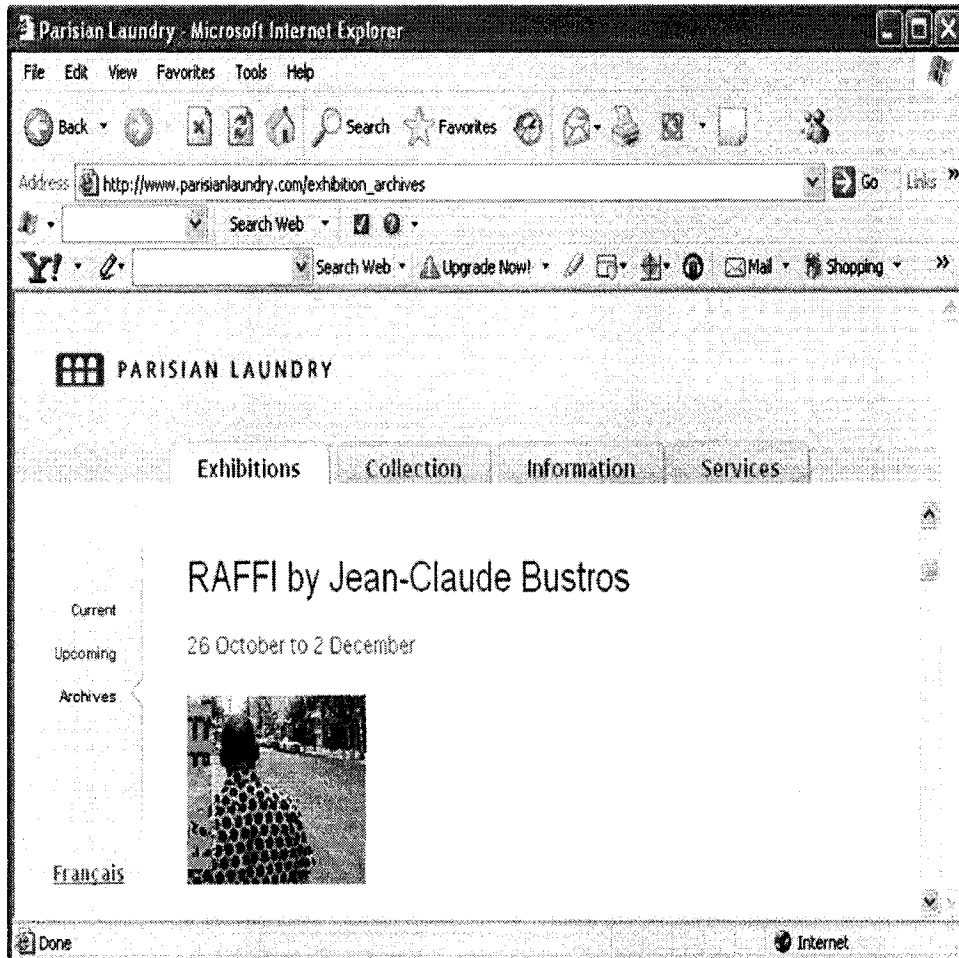 Parisian Laundry - Microsoft Internet Explorer
File Edit View Favorites Tools Help
Back Search Favorites
Address http://www.parisianlaundry.com/exhibition_archives Go Links »
Search Web
Y! Search Web Upgrade Now! Mail Shopping »
PARISIAN LAUNDRY
Exhibitions Collection Information Services
RAFFI by Jean-Claude Bustros
26 October to 2 December
Current
Upcoming
Archives
Français
Done Internet